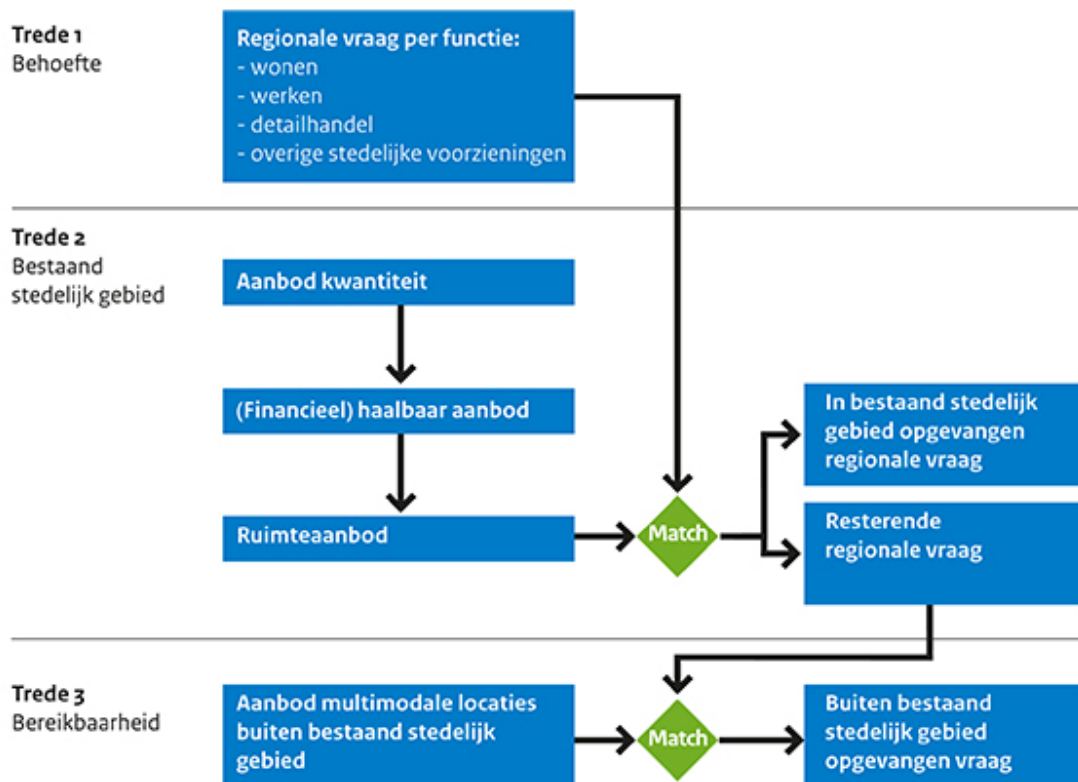 Trede 1
Behoefte
Regionale vraag per functie:
- wonen
- werken
- detailhandel
- overige stedelijke voorzieningen
Trede 2
Bestaand
stedelijk gebied
Aanbod kwantiteit
(Financieel) haalbaar aanbod
Ruimteaanbod
Match
In bestaand stedelijk
gebied opgevangen
regionale vraag
Resterende
regionale vraag
Trede 3
Bereikbaarheid
Aanbod multimodale locaties
buiten bestaand stedelijk
gebied
Match
Buiten bestaand
stedelijk gebied
opgevangen vraag